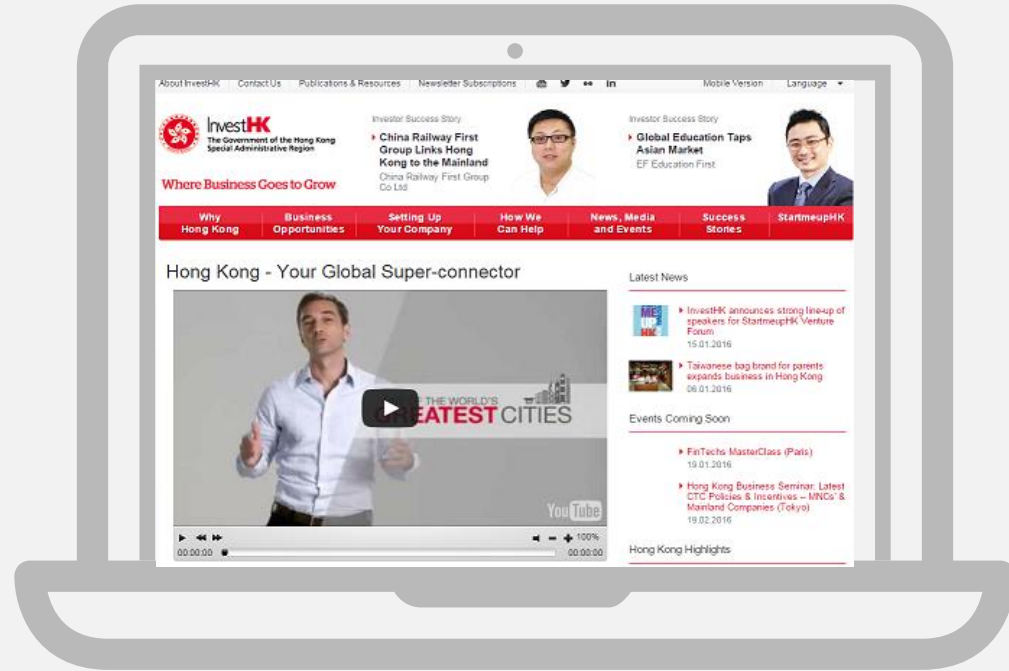 About InvestHK Contact Us Publications & Resources Newsletter Subscriptions in Mobile Version Language
InvestHK
The Government of the Hong Kong
Special Administrative Region
Where Business Goes to Grow
Investor Success Story
China Railway First
Group Links Hong
Kong to the Mainland
China Railway First Group
Co Ltd
Investor Success Story
Global Education Taps
Asian Market
EF Education First
Why
Hong Kong
Business
Opportunities
Setting Up
Your Company
How We
Can Help
News, Media
and Events
Success
Stories
StartmeupHK
Hong Kong - Your Global Super-connector
OF THE WORLD'S
GREATEST CITIES
YouTube
100%
00:00:00 00:00:00
Latest News
ME
UP
HK
InvestHK announces strong line-up of
speakers for StartmeupHK Venture
Forum
15.01.2016
Taiwanese bag brand for parents
expands business in Hong Kong
06.01.2016
Events Coming Soon
FinTechs MasterClass (Paris)
19.01.2016
Hong Kong Business Seminar: Latest
CTC Policies & Incentives – MNCs' &
Mainland Companies (Tokyo)
19.02.2016
Hong Kong Highlights